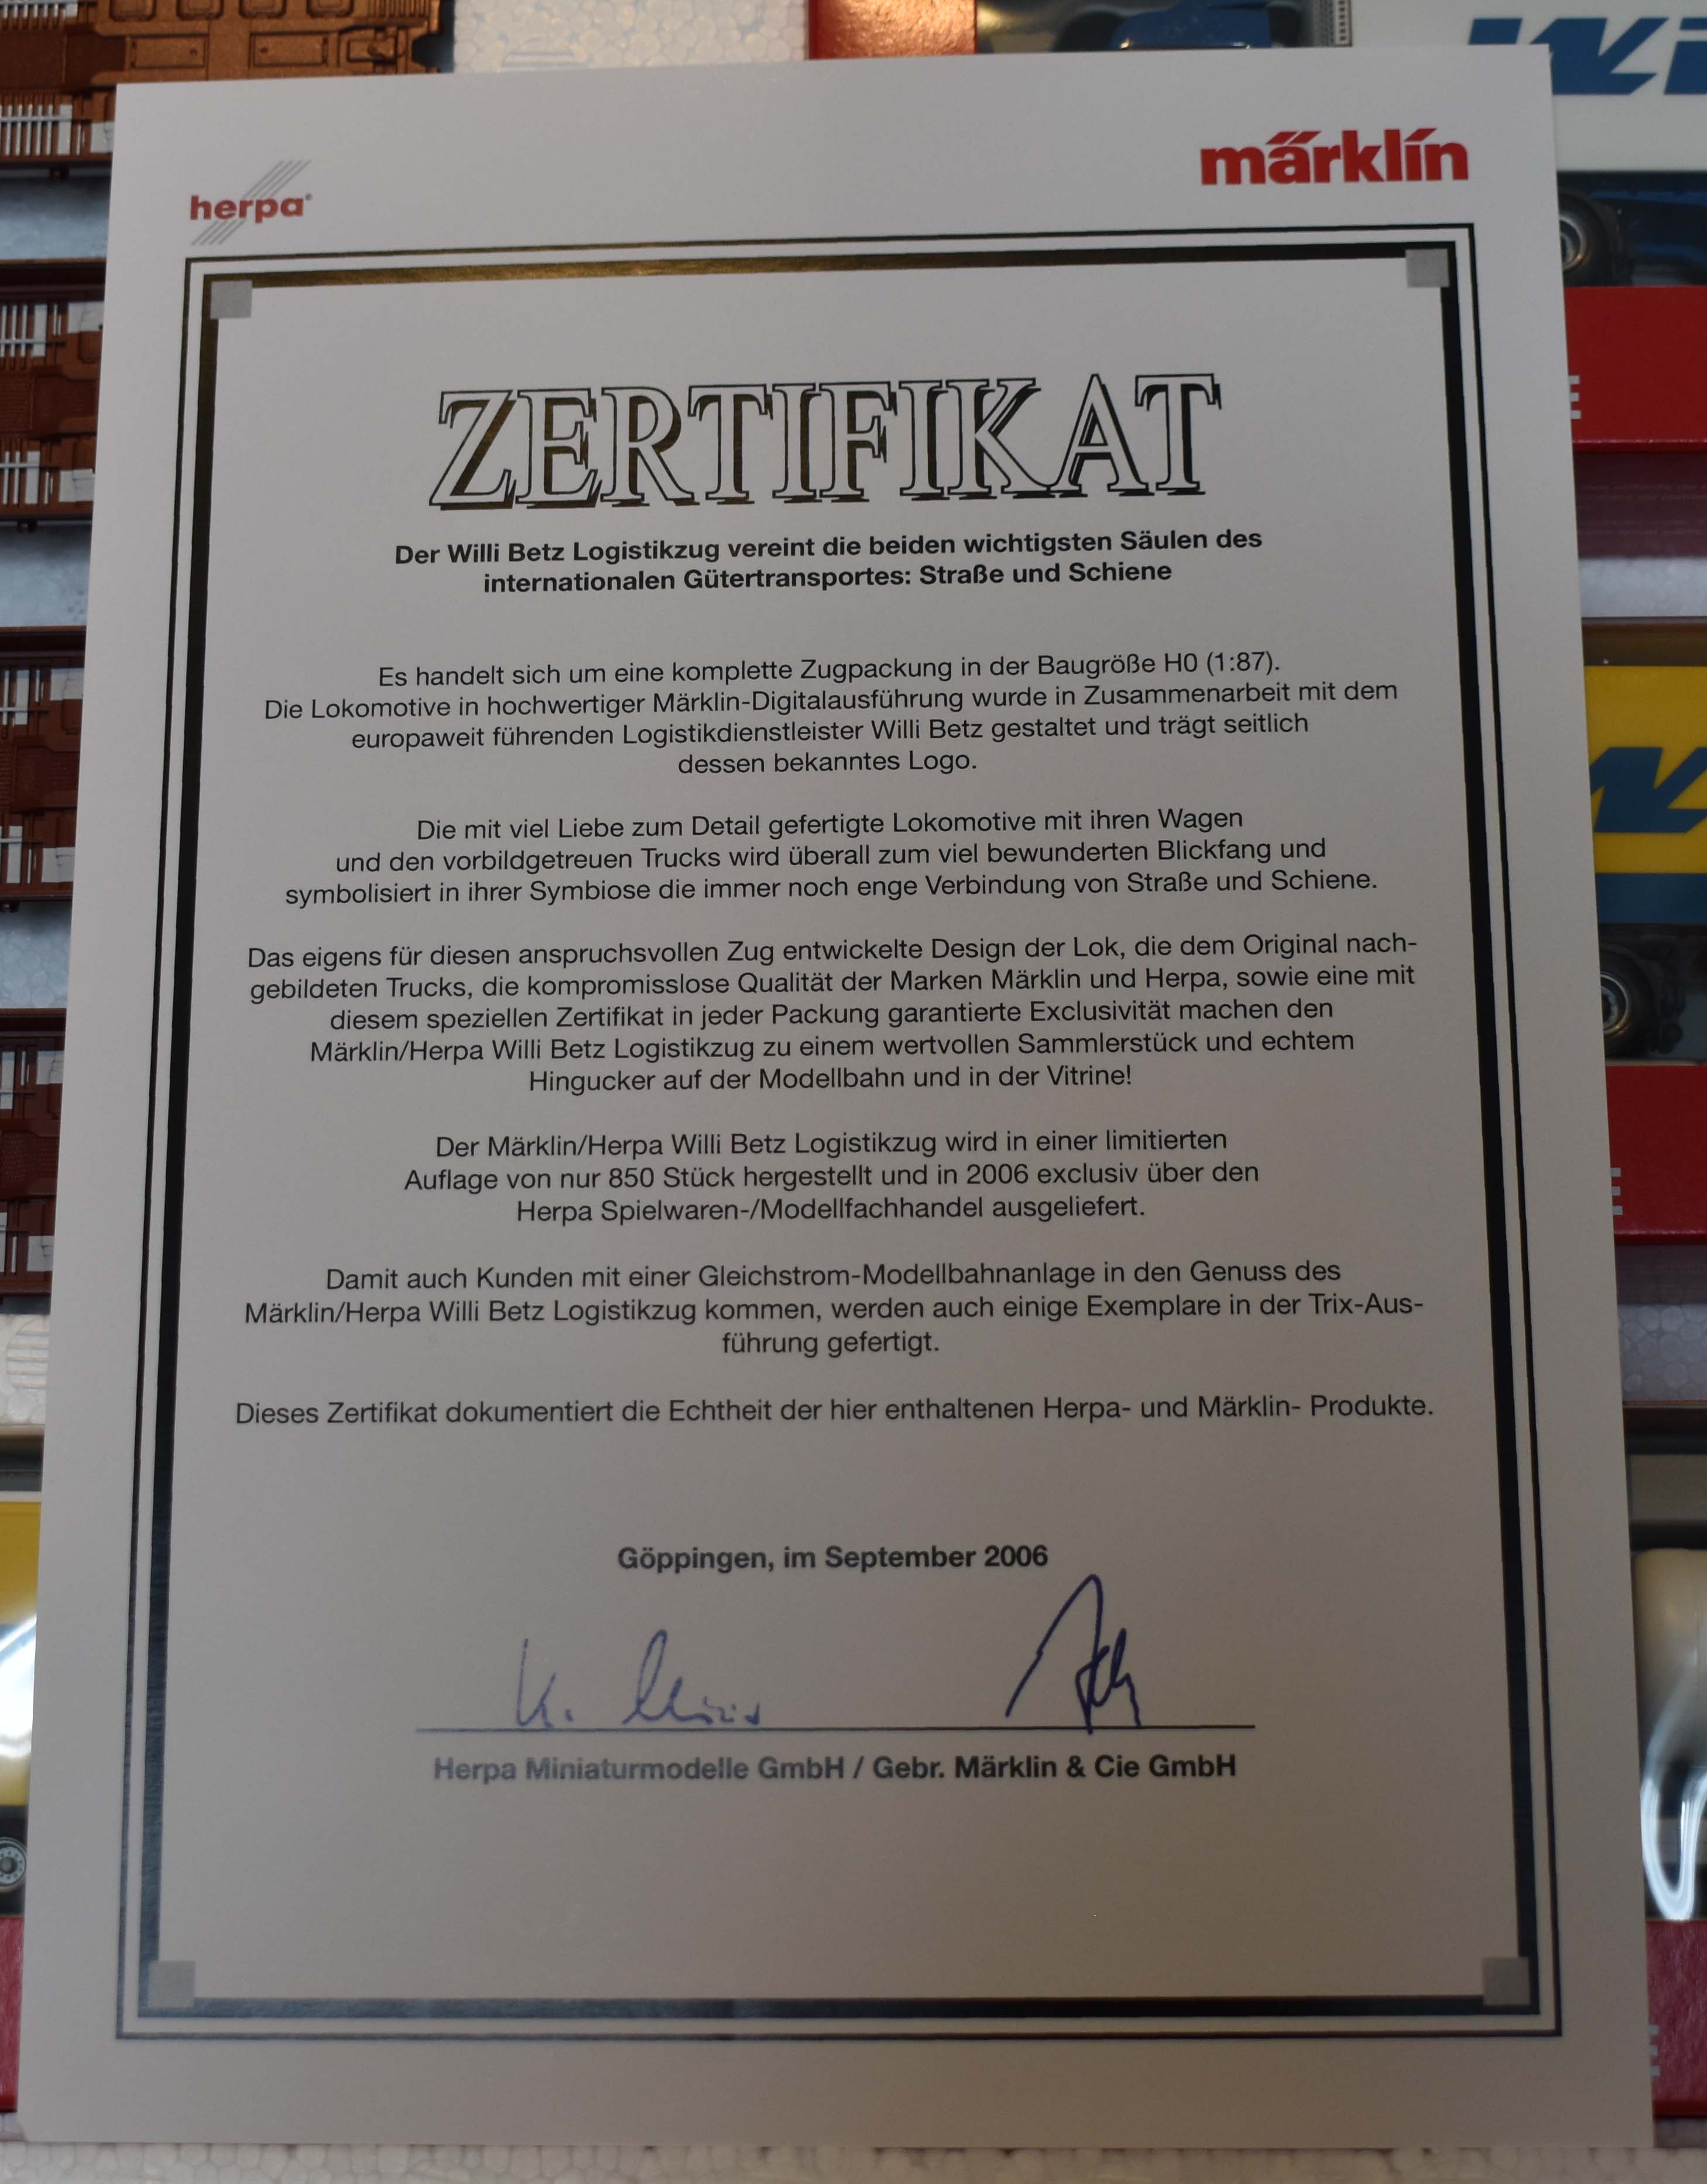 herpa
märklin
ZERTIFIKAT
Der Willi Betz Logistikzug vereint die beiden wichtigsten Säulen des
internationalen Gütertransportes: Straße und Schiene
Es handelt sich um eine komplette Zugpackung in der Baugröße H0 (1:87).
Die Lokomotive in hochwertiger Märklin-Digitalausführung wurde in Zusammenarbeit mit dem
europaweit führenden Logistikdienstleister Willi Betz gestaltet und trägt seitlich
dessen bekanntes Logo.
Die mit viel Liebe zum Detail gefertigte Lokomotive mit ihren Wagen
und den vorbildgetreuen Trucks wird überall zum viel bewunderten Blickfang und
symbolisiert in ihrer Symbiose die immer noch enge Verbindung von Straße und Schiene.
Das eigens für diesen anspruchsvollen Zug entwickelte Design der Lok, die dem Original nach-
gebildeten Trucks, die kompromisslose Qualität der Marken Märklin und Herpa, sowie eine mit
diesem speziellen Zertifikat in jeder Packung garantierte Exclusivität machen den
Märklin/Herpa Willi Betz Logistikzug zu einem wertvollen Sammlerstück und echtem
Hingucker auf der Modellbahn und in der Vitrine!
Der Märklin/Herpa Willi Betz Logistikzug wird in einer limitierten
Auflage von nur 850 Stück hergestellt und in 2006 exclusiv über den
Herpa Spielwaren-/Modellfachhandel ausgeliefert.
Damit auch Kunden mit einer Gleichstrom-Modellbahnanlage in den Genuss des
Märklin/Herpa Willi Betz Logistikzug kommen, werden auch einige Exemplare in der Trix-Aus-
führung gefertigt.
Dieses Zertifikat dokumentiert die Echtheit der hier enthaltenen Herpa- und Märklin- Produkte.
Göppingen, im September 2006
Herpa Miniaturmodelle GmbH / Gebr. Märklin & Cie GmbH